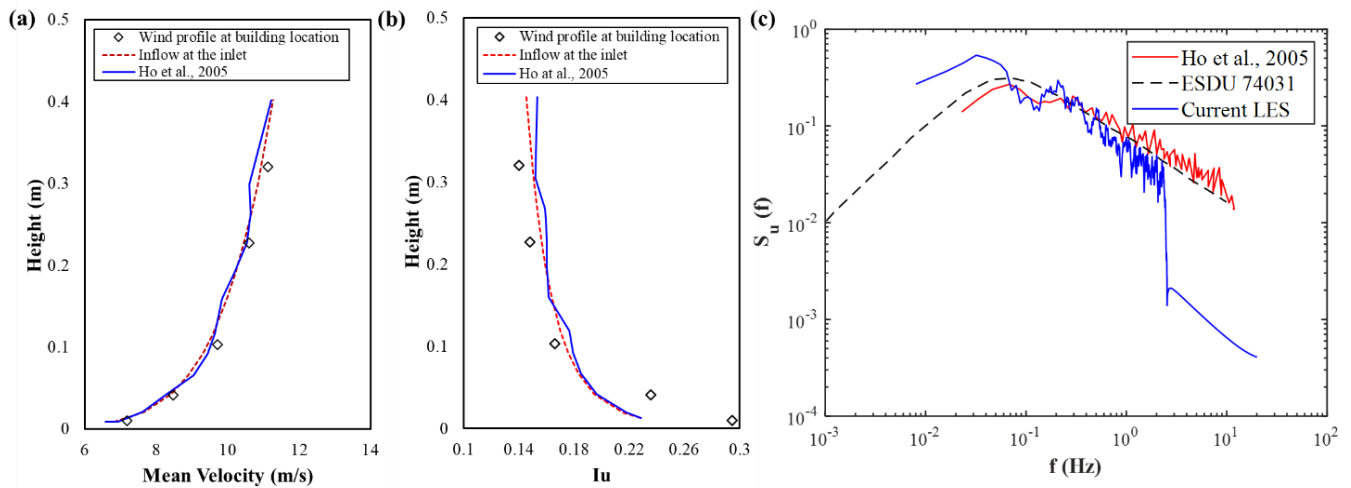 (a)
0.5
0.4
0.3
0.2
0.1
0
Height (m)
Wind profile at building location
Inflow at the inlet
Ho et al., 2005
6
8
10
12
14
Mean Velocity (m/s)
(b)
0.5
0.4
0.3
0.2
0.1
0
Height (m)
Wind profile at building location
Inflow at the inlet
Ho at al., 2005
0.1
0.14
0.18
0.22
0.26
0.3
Iu
(c)
10^0
10^-1
10^-2
10^-3
10^-4
S_u (f)
Ho et al., 2005
ESDU 74031
Current LES
10^-3
10^-2
10^-1
10^0
10^1
10^2
f (Hz)